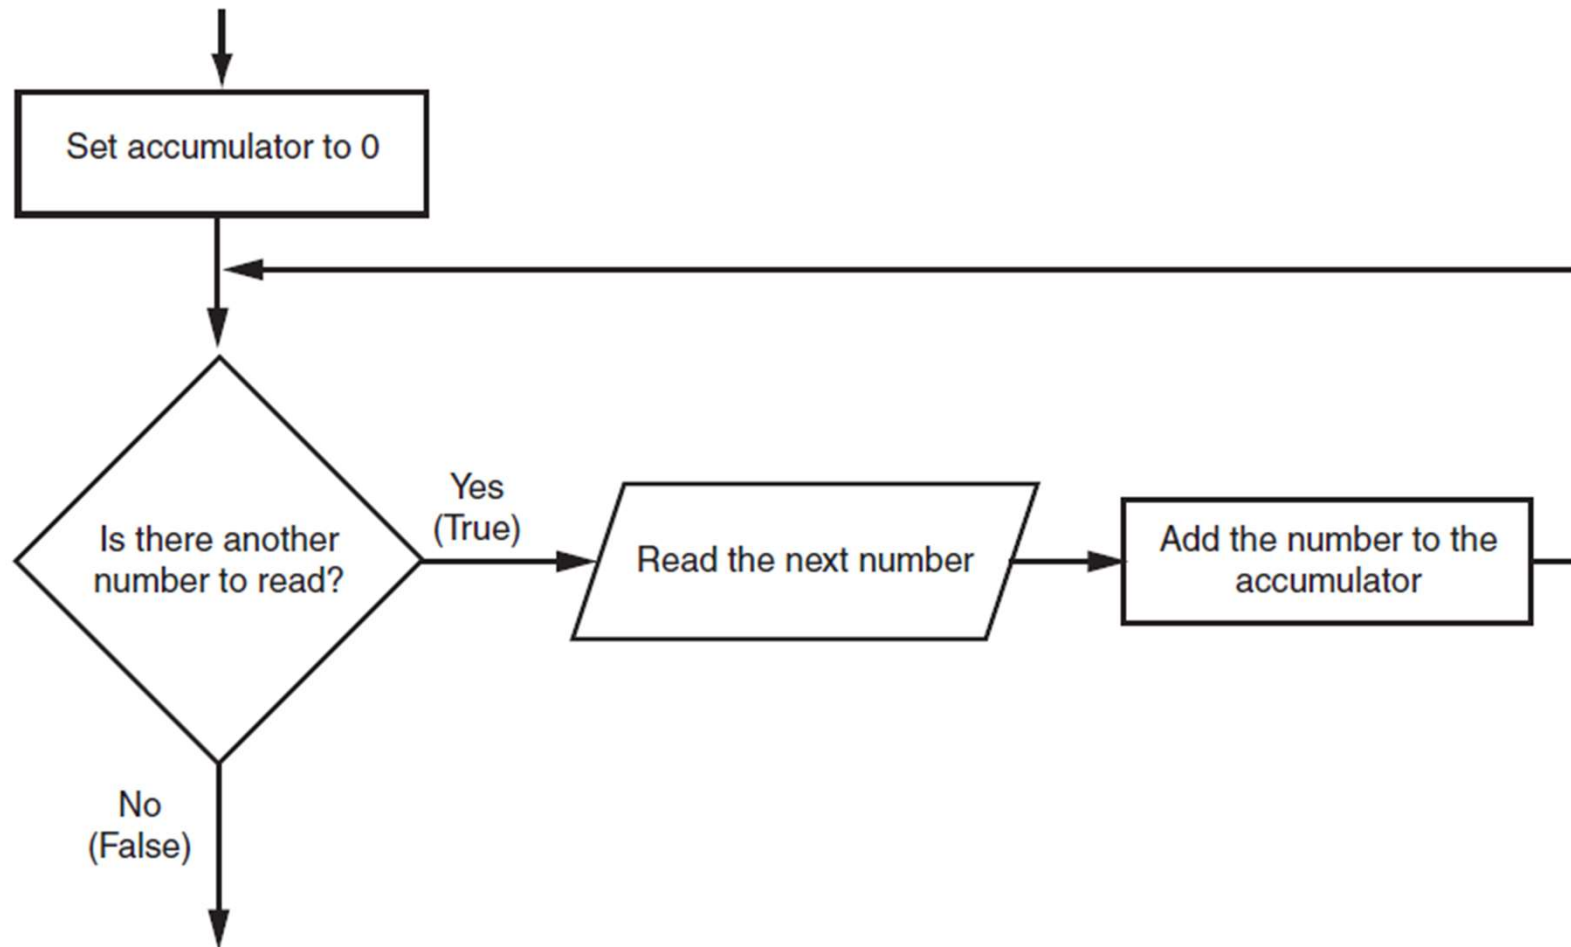 Set accumulator to 0
Is there another
number to read?
Yes
(True)
Read the next number
Add the number to the
accumulator
No
(False)